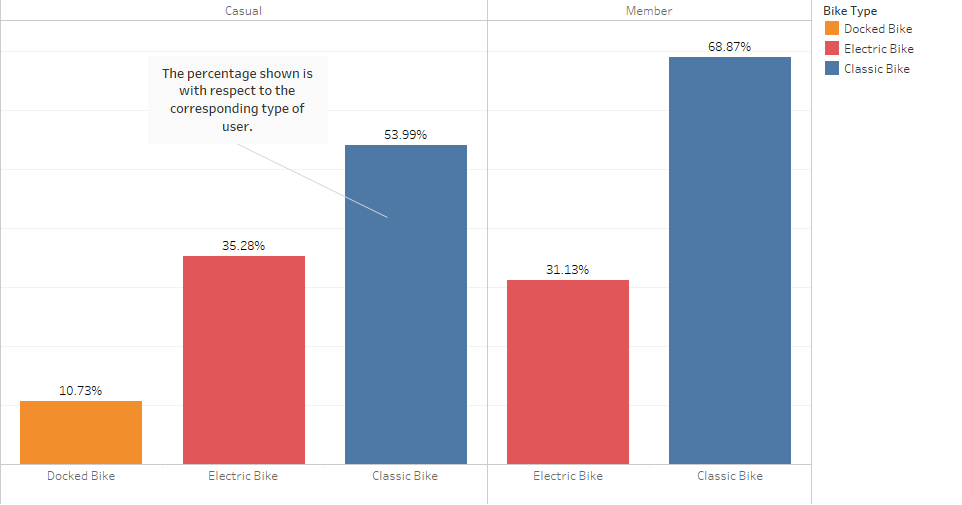 Casual
Member
Bike Type
Docked Bike
Electric Bike
Classic Bike
The percentage shown is
with respect to the
corresponding type of
user.
10.73%
35.28%
53.99%
31.13%
68.87%
Docked Bike
Electric Bike
Classic Bike
Electric Bike
Classic Bike